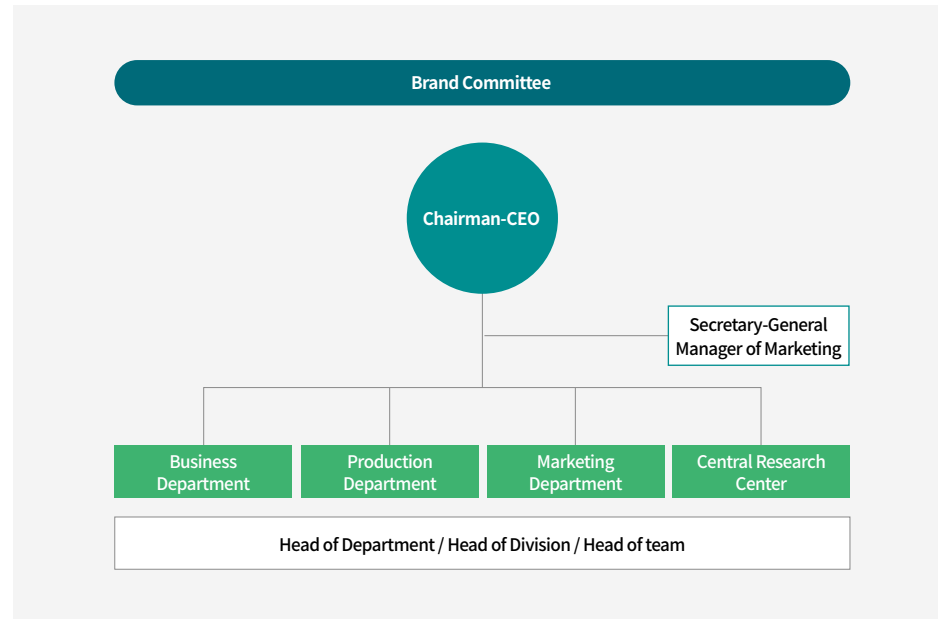 Brand Committee
Chairman-CEO
Secretary-General
Manager of Marketing
Business
Department
Production
Department
Marketing
Department
Central Research
Center
Head of Department / Head of Division / Head of team